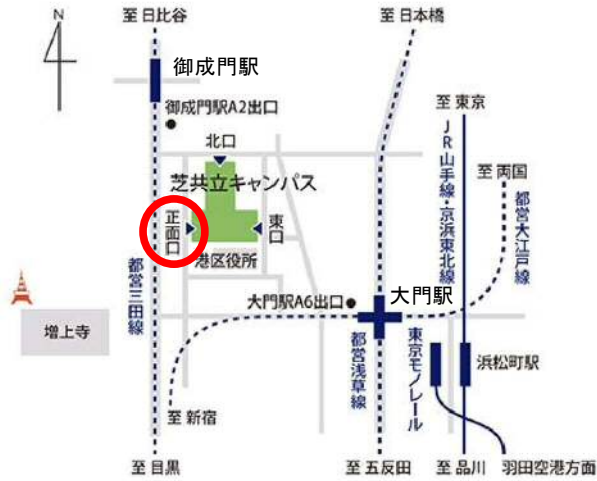 至 日比谷
至 日本橋
N
御成門駅
御成門駅A2出口
至 東京
北口
JR山手線・京浜東北線
至 両国
芝共立キャンパス
都営大江戸線
正面口
東口
港区役所
都営三田線
大門駅A6出口
大門駅
増上寺
都営浅草線
東京モノレール
浜松町駅
至 新宿
至 目黒
至 五反田
至 品川
羽田空港方面